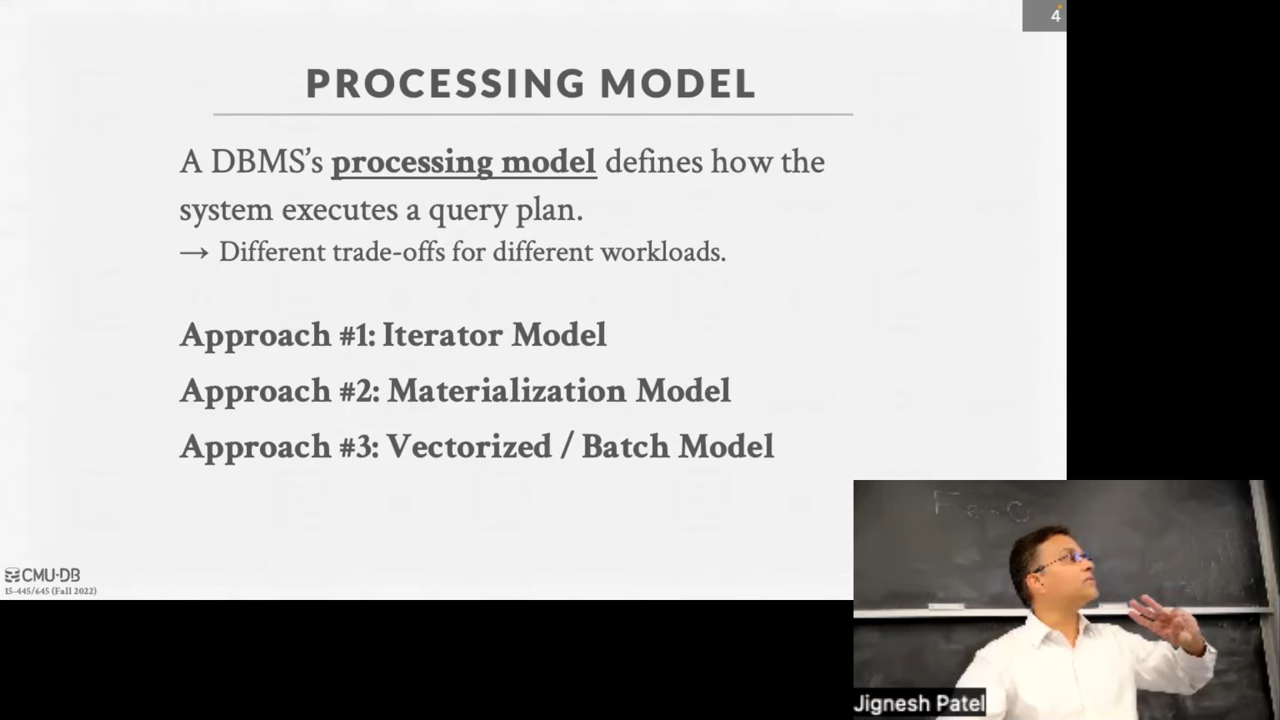 4
PROCESSING MODEL
A DBMS’s processing model defines how the
system executes a query plan.
→ Different trade-offs for different workloads.
Approach #1: Iterator Model
Approach #2: Materialization Model
Approach #3: Vectorized / Batch Model
CMU·DB
15-445/645 (Fall 2022)
Jignesh Patel